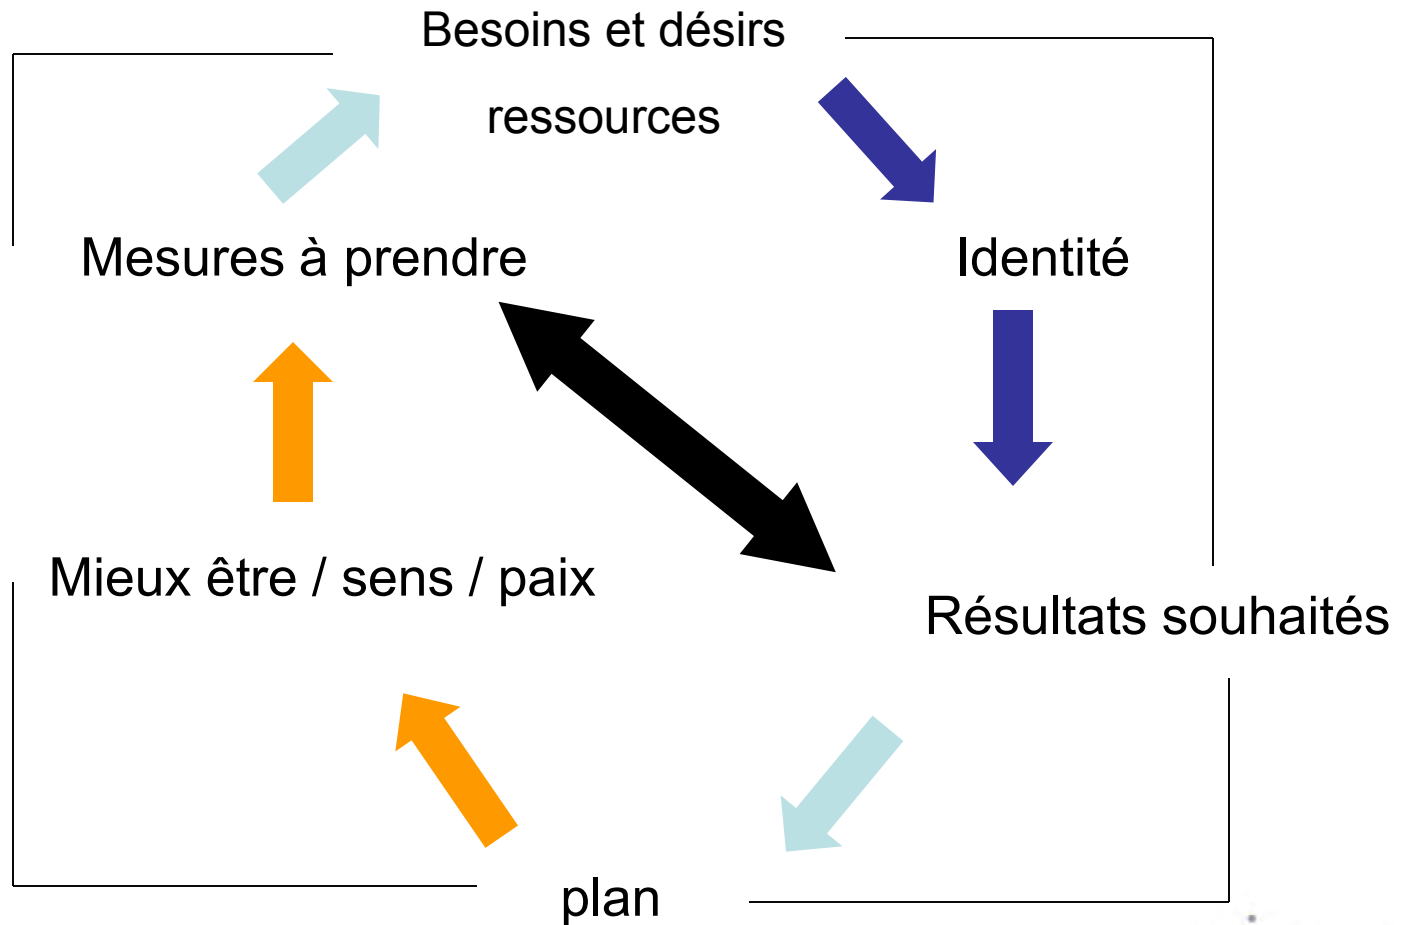 Besoins et désirs
ressources
Mesures à prendre
Identité
Mieux être / sens / paix
Résultats souhaités
plan